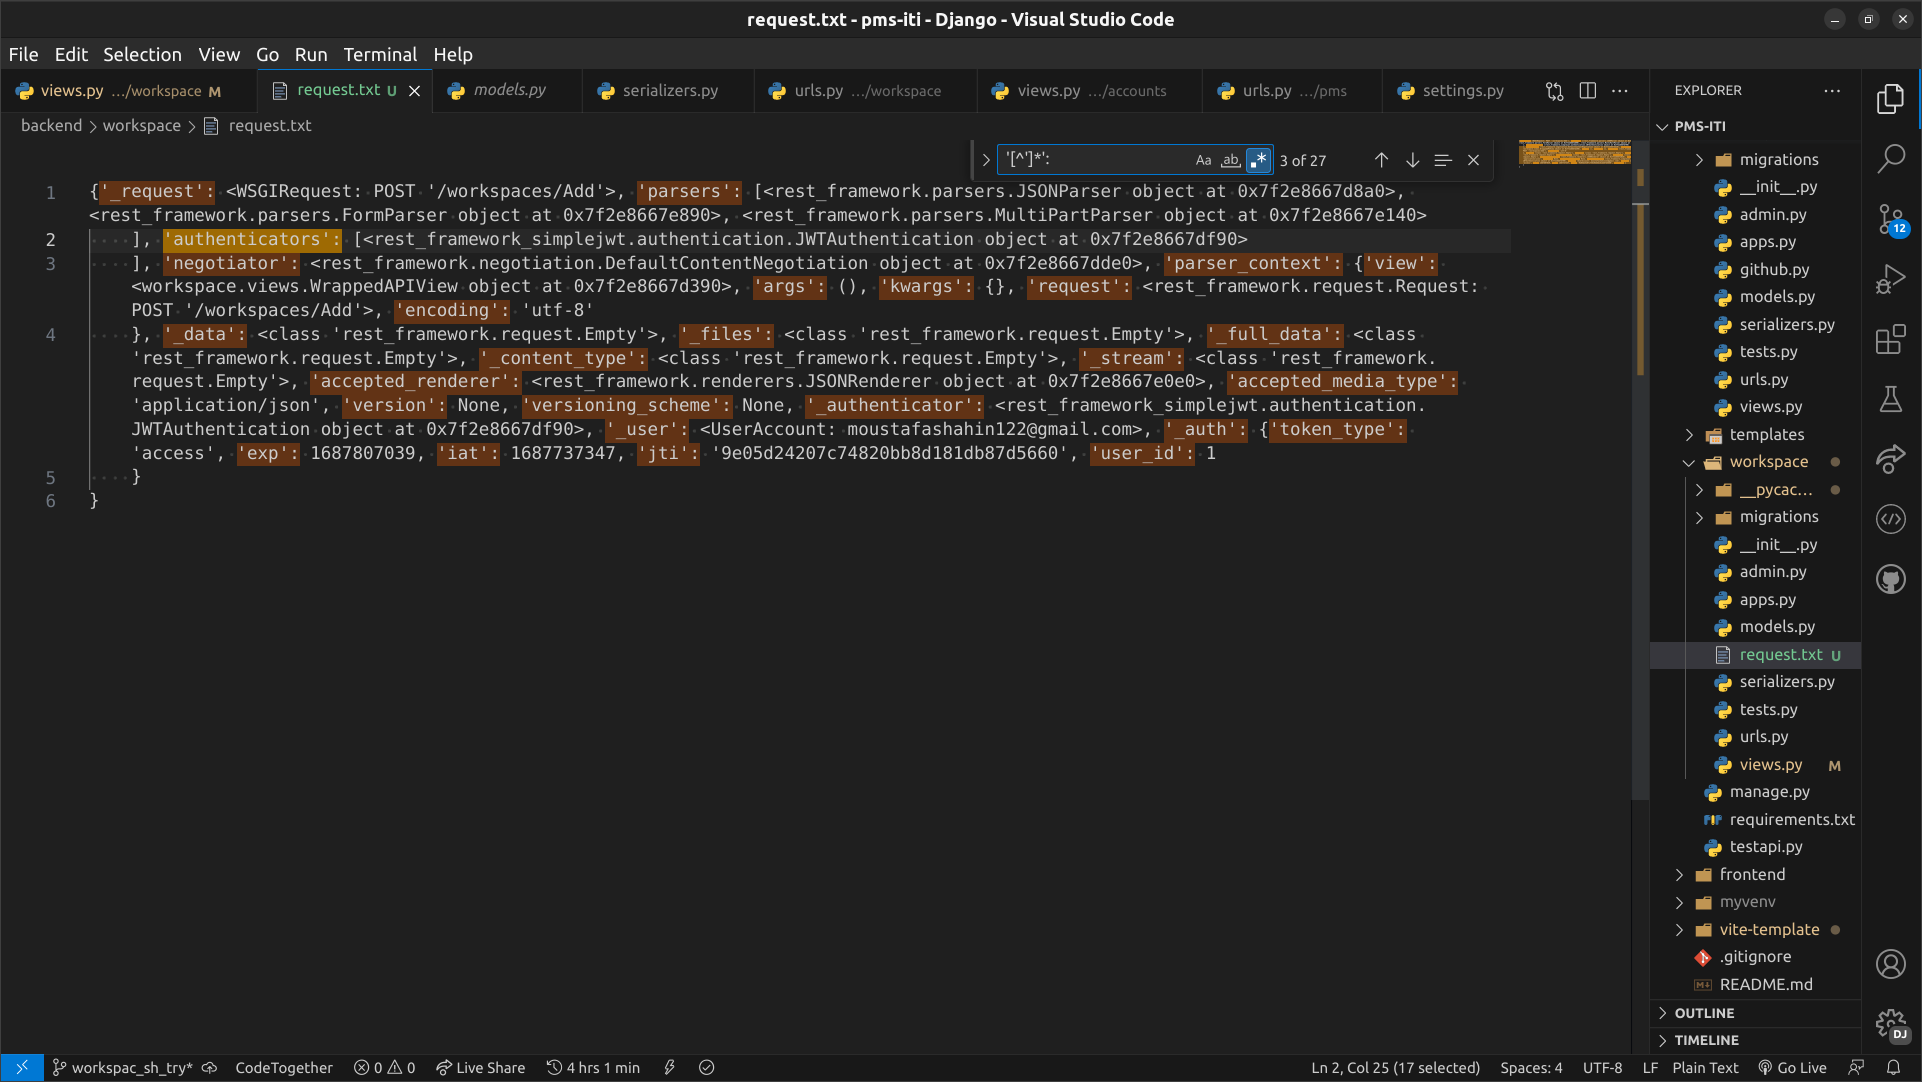 request.txt - pms-iti - Django - Visual Studio Code
File Edit Selection View Go Run Terminal Help
views.py .../workspace M
request.txt U
models.py
serializers.py
urls.py .../workspace
views.py .../accounts
urls.py .../pms
settings.py
backend > workspace > request.txt
'[^']*':
Aa ab .* 3 of 27
1 {'_request': <WSGIRequest: POST '/workspaces/Add'>, 'parsers': [<rest_framework.parsers.JSONParser object at 0x7f2e8667d8a0>,
<rest_framework.parsers.FormParser object at 0x7f2e8667e890>, <rest_framework.parsers.MultiPartParser object at 0x7f2e8667e140>
2 ], 'authenticators': [<rest_framework_simplejwt.authentication.JWTAuthentication object at 0x7f2e8667df90>
3 ], 'negotiator': <rest_framework.negotiation.DefaultContentNegotiation object at 0x7f2e8667dde0>, 'parser_context': {'view':
<workspace.views.WrappedAPIView object at 0x7f2e8667d390>, 'args': (), 'kwargs': {}, 'request': <rest_framework.request.Request:
POST '/workspaces/Add'>, 'encoding': 'utf-8'
4 }, '_data': <class 'rest_framework.request.Empty'>, '_files': <class 'rest_framework.request.Empty'>, '_full_data': <class
'rest_framework.request.Empty'>, '_content_type': <class 'rest_framework.request.Empty'>, '_stream': <class 'rest_framework.
request.Empty'>, 'accepted_renderer': <rest_framework.renderers.JSONRenderer object at 0x7f2e8667e0e0>, 'accepted_media_type':
'application/json', 'version': None, 'versioning_scheme': None, '_authenticator': <rest_framework_simplejwt.authentication.
JWTAuthentication object at 0x7f2e8667df90>, '_user': <UserAccount: moustafashahin122@gmail.com>, '_auth': {'token_type':
'access', 'exp': 1687807039, 'iat': 1687737347, 'jti': '9e05d24207c74820bb8d181db87d5660', 'user_id': 1
5 }
6 }
EXPLORER
PMS-ITI
migrations
__init__.py
admin.py
apps.py
github.py
models.py
serializers.py
tests.py
urls.py
views.py
templates
workspace
__pycac...
migrations
__init__.py
admin.py
apps.py
models.py
request.txt U
serializers.py
tests.py
urls.py
views.py M
manage.py
requirements.txt
testapi.py
frontend
myvenv
vite-template
.gitignore
README.md
OUTLINE
TIMELINE
12
DJ
workspac_sh_try* CodeTogether 0 0 Live Share 4 hrs 1 min Ln 2, Col 25 (17 selected) Spaces: 4 UTF-8 LF Plain Text Go Live